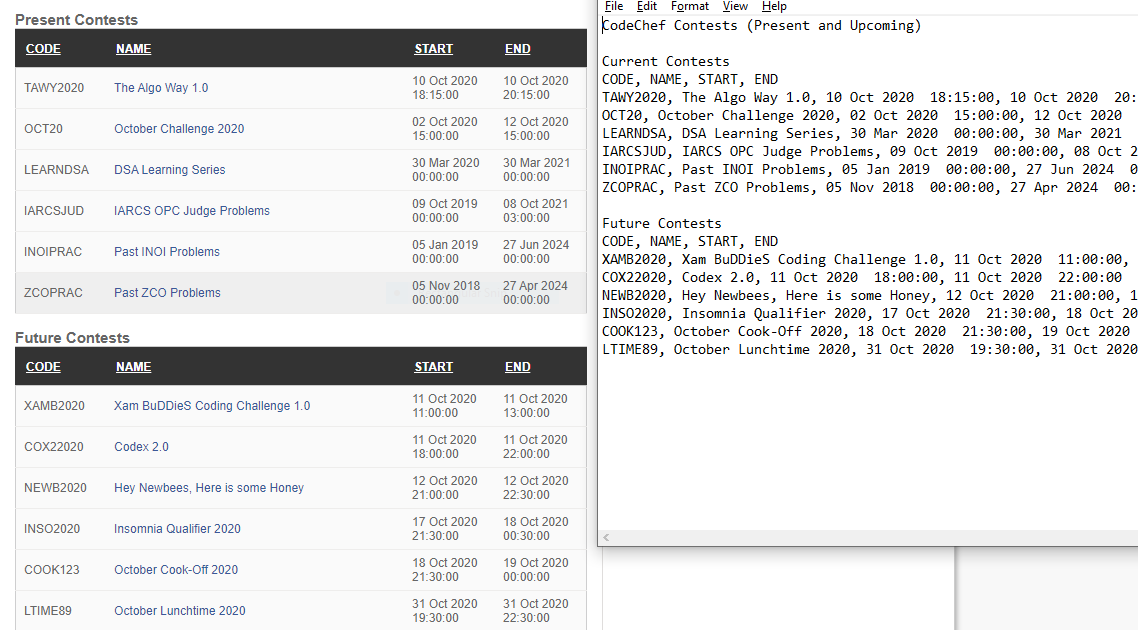 Present Contests
CODE NAME START END
TAWY2020 The Algo Way 1.0 10 Oct 2020 18:15:00 10 Oct 2020 20:15:00
OCT20 October Challenge 2020 02 Oct 2020 15:00:00 12 Oct 2020 15:00:00
LEARNDSA DSA Learning Series 30 Mar 2020 00:00:00 30 Mar 2021 00:00:00
IARCSJUD IARCS OPC Judge Problems 09 Oct 2019 00:00:00 08 Oct 2021 03:00:00
INOIPRAC Past INOI Problems 05 Jan 2019 00:00:00 27 Jun 2024 00:00:00
ZCOPRAC Past ZCO Problems 05 Nov 2018 00:00:00 27 Apr 2024 00:00:00
Future Contests
CODE NAME START END
XAMB2020 Xam BuDDieS Coding Challenge 1.0 11 Oct 2020 11:00:00 11 Oct 2020 13:00:00
COX22020 Codex 2.0 11 Oct 2020 18:00:00 11 Oct 2020 22:00:00
NEWB2020 Hey Newbees, Here is some Honey 12 Oct 2020 21:00:00 12 Oct 2020 22:30:00
INSO2020 Insomnia Qualifier 2020 17 Oct 2020 21:30:00 18 Oct 2020 00:30:00
COOK123 October Cook-Off 2020 18 Oct 2020 21:30:00 19 Oct 2020 00:00:00
LTIME89 October Lunchtime 2020 31 Oct 2020 19:30:00 31 Oct 2020 22:30:00
File Edit Format View Help
CodeChef Contests (Present and Upcoming)
Current Contests
CODE, NAME, START, END
TAWY2020, The Algo Way 1.0, 10 Oct 2020  18:15:00, 10 Oct 2020  20:
OCT20, October Challenge 2020, 02 Oct 2020  15:00:00, 12 Oct 2020
LEARNDSA, DSA Learning Series, 30 Mar 2020  00:00:00, 30 Mar 2021
IARCSJUD, IARCS OPC Judge Problems, 09 Oct 2019  00:00:00, 08 Oct 2
INOIPRAC, Past INOI Problems, 05 Jan 2019  00:00:00, 27 Jun 2024  0
ZCOPRAC, Past ZCO Problems, 05 Nov 2018  00:00:00, 27 Apr 2024  00:
Future Contests
CODE, NAME, START, END
XAMB2020, Xam BuDDieS Coding Challenge 1.0, 11 Oct 2020  11:00:00,
COX22020, Codex 2.0, 11 Oct 2020  18:00:00, 11 Oct 2020  22:00:00
NEWB2020, Hey Newbees, Here is some Honey, 12 Oct 2020  21:00:00, 1
INSO2020, Insomnia Qualifier 2020, 17 Oct 2020  21:30:00, 18 Oct 20
COOK123, October Cook-Off 2020, 18 Oct 2020  21:30:00, 19 Oct 2020
LTIME89, October Lunchtime 2020, 31 Oct 2020  19:30:00, 31 Oct 2020